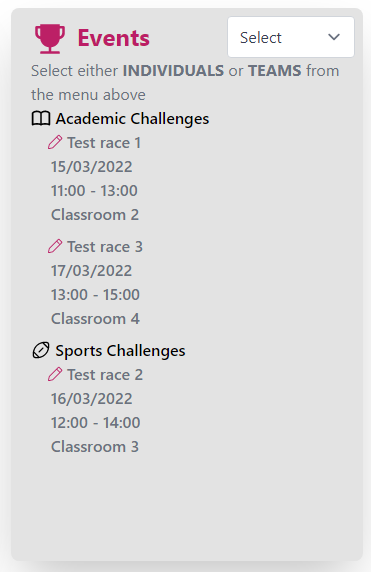 Events
Select
Select either INDIVIDUALS or TEAMS from
the menu above
Academic Challenges
Test race 1
15/03/2022
11:00 - 13:00
Classroom 2
Test race 3
17/03/2022
13:00 - 15:00
Classroom 4
Sports Challenges
Test race 2
16/03/2022
12:00 - 14:00
Classroom 3